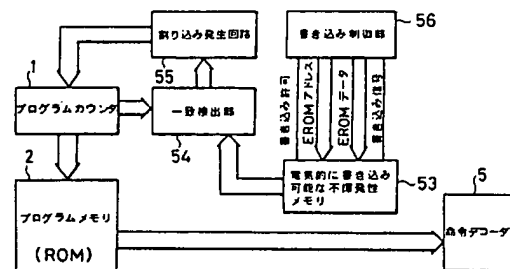 割り込み発生回路
55
書き込み制御部
56
1
プログラムカウンタ
一致検出部
54
書き込み許可
EROMアドレス
EROMデータ
書き込み信号
電気的に書き込み
可能な不揮発性
メモリ
53
2
プログラムメモリ
(ROM)
5
命令デコーダ